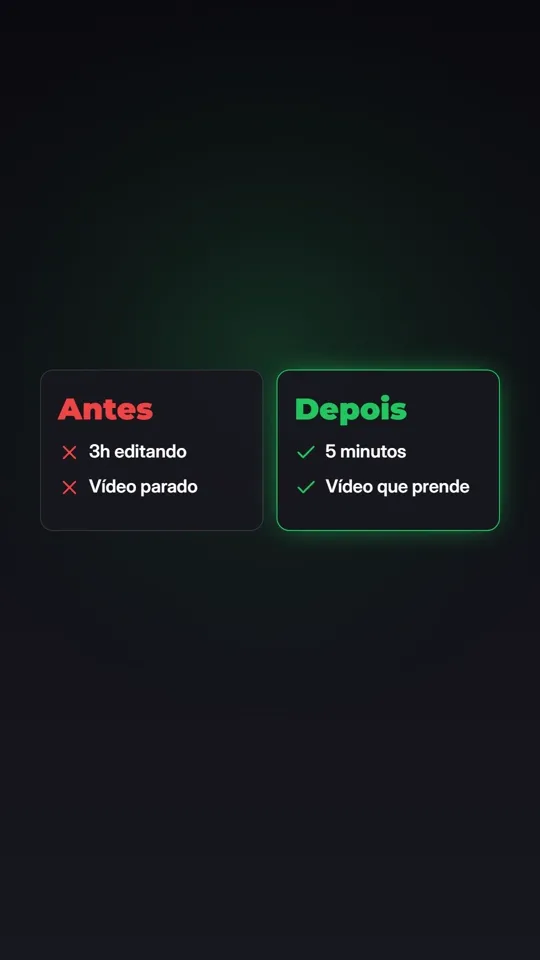 Antes
3h editando
Vídeo parado
Depois
5 minutos
Vídeo que prende